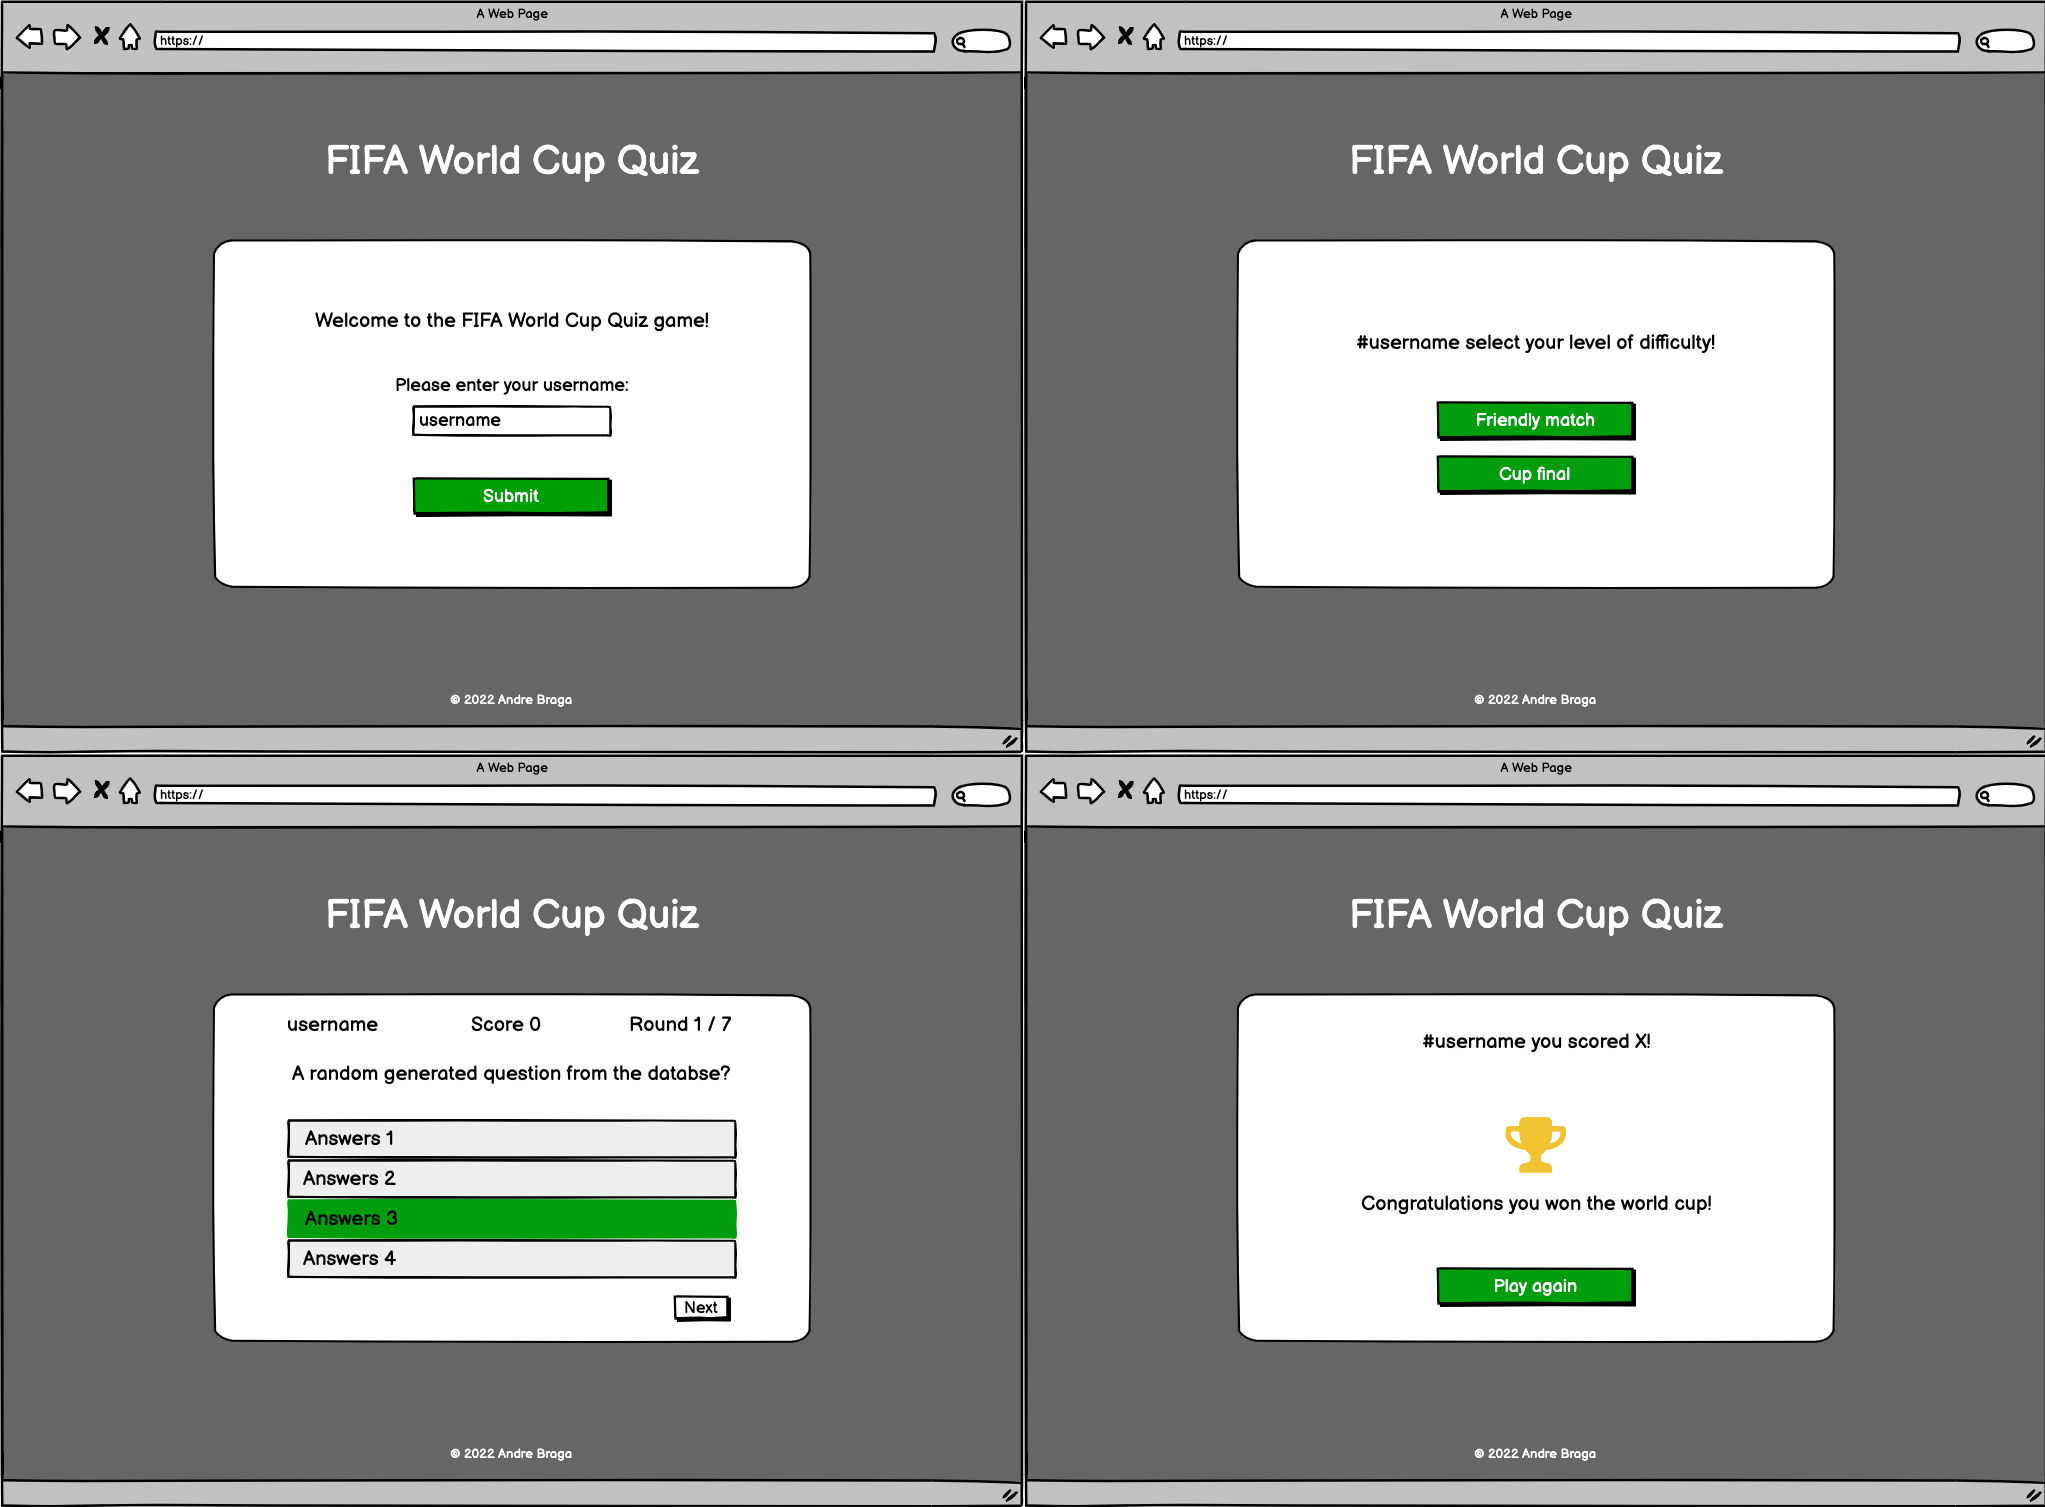 A Web Page
https://
FIFA World Cup Quiz
Welcome to the FIFA World Cup Quiz game!
Please enter your username:
username
Submit
© 2022 Andre Braga
A Web Page
https://
FIFA World Cup Quiz
#username select your level of difficulty!
Friendly match
Cup final
© 2022 Andre Braga
A Web Page
https://
FIFA World Cup Quiz
username Score 0 Round 1 / 7
A random generated question from the databse?
Answers 1
Answers 2
Answers 3
Answers 4
Next
© 2022 Andre Braga
A Web Page
https://
FIFA World Cup Quiz
#username you scored X!
Congratulations you won the world cup!
Play again
© 2022 Andre Braga